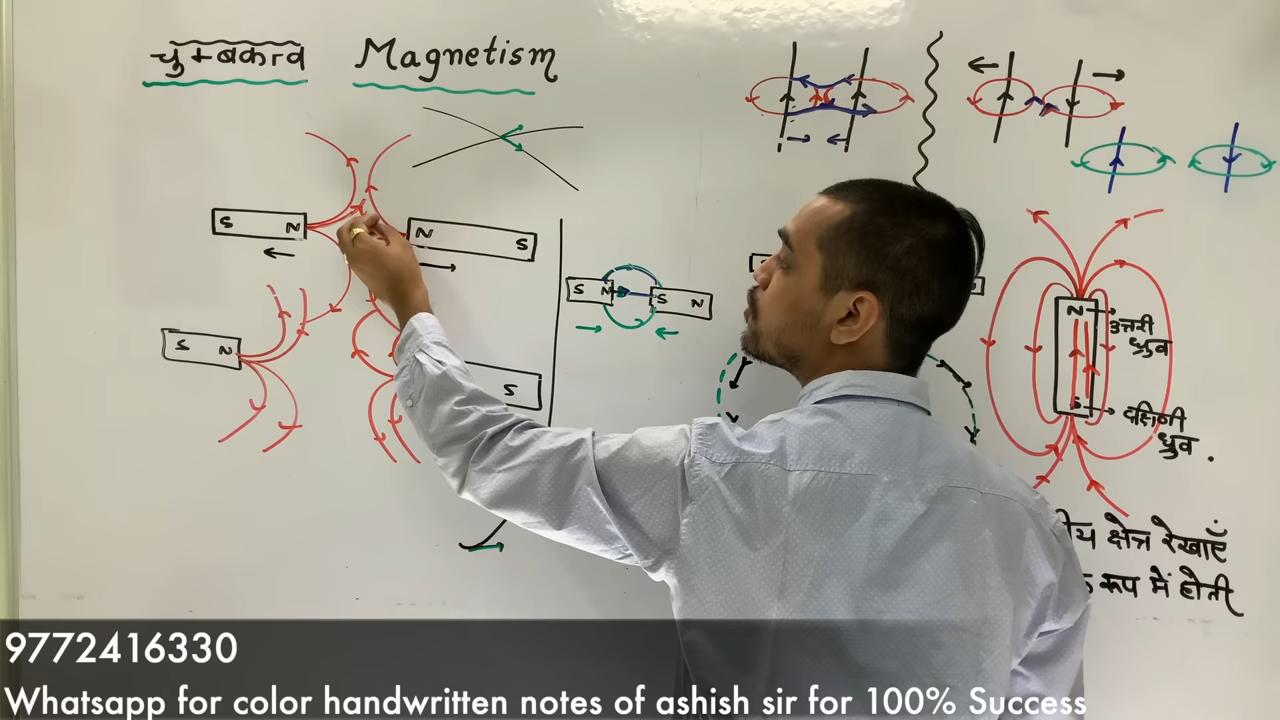 चुम्बकत्व Magnetism
S N N S
S N S
S N S N
N
उत्तरी
ध्रुव
S
दक्षिणी
ध्रुव .
क्षेत्र रेखाएँ
रूप में होती
9772416330
Whatsapp for color handwritten notes of ashish sir for 100% Success